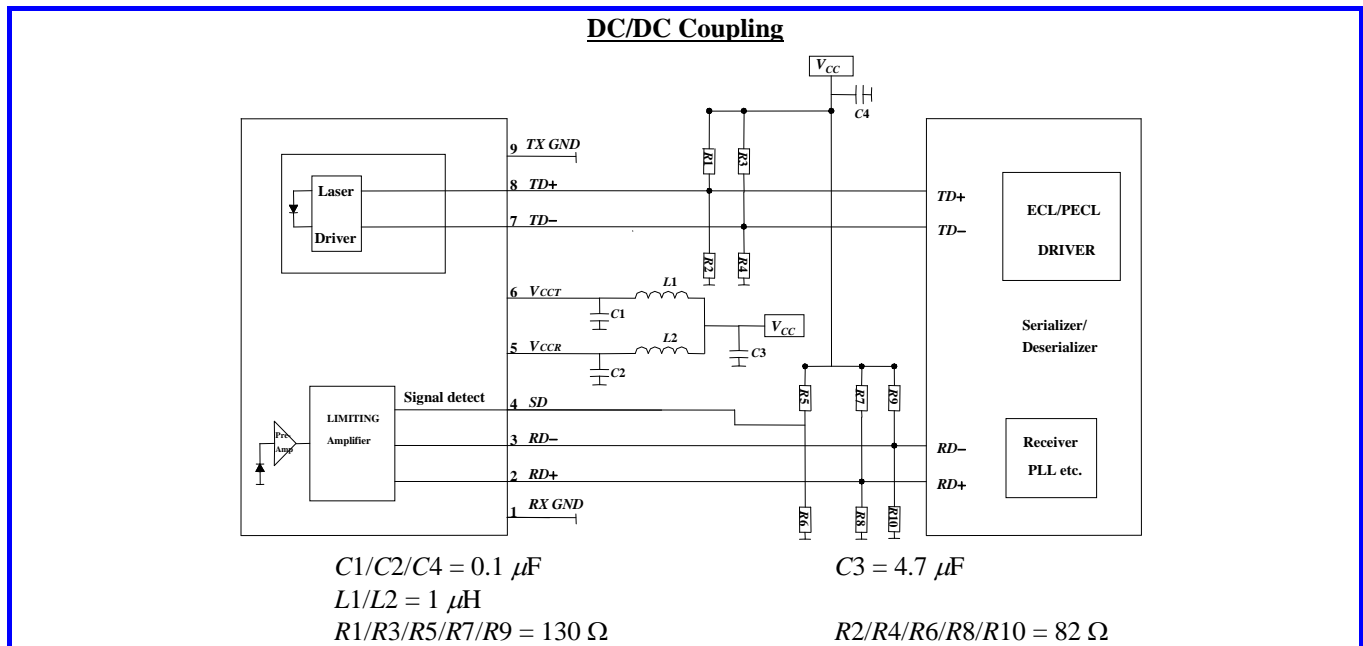 DC/DC Coupling
VCC
C4
9 TX GND
R1
R3
Laser
Driver
8 TD+
TD+
7 TD−
TD−
ECL/PECL
DRIVER
R2
R4
6 VCCT
L1
C1
VCC
C3
5 VCCR
L2
C2
Serializer/
Deserializer
R5
R7
R9
Signal detect
4 SD
LIMITING
Amplifier
Pre-
Amp
3 RD−
RD−
2 RD+
RD+
Receiver
PLL etc.
1 RX GND
R6
R8
R10
C1/C2/C4 = 0.1 μF
C3 = 4.7 μF
L1/L2 = 1 μH
R1/R3/R5/R7/R9 = 130 Ω
R2/R4/R6/R8/R10 = 82 Ω